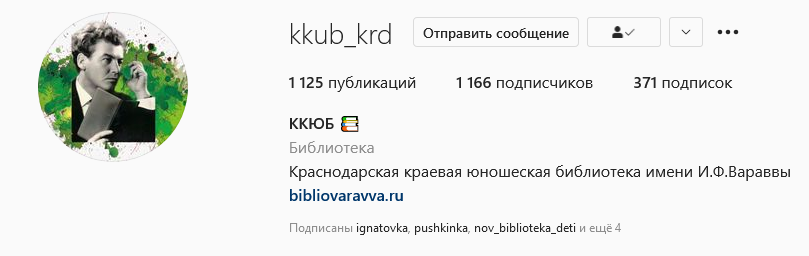 kkub_krd Отправить сообщение
1 125 публикаций 1 166 подписчиков 371 подписок
ККЮБ
Библиотека
Краснодарская краевая юношеская библиотека имени И.Ф.Вараввы
bibliovaravva.ru
Подписаны ignatovka, pushkinka, nov_biblioteka_deti и ещё 4